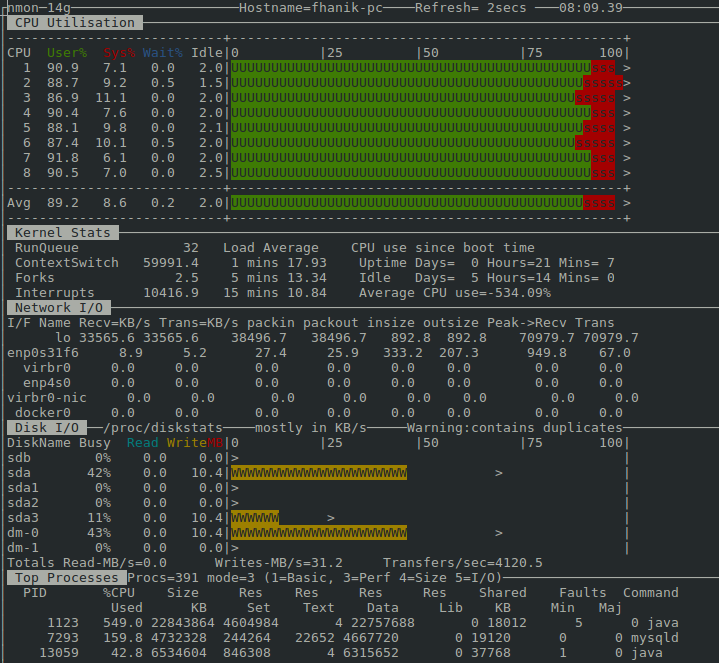 nmon-14g Hostname=fhanik-pc Refresh= 2secs 08:09.39
CPU Utilisation
CPU User% Sys% Wait% Idle|0 |25 |50 |75 100|
1 90.9 7.1 0.0 2.0|UUUUUUUUUUUUUUUUUUUUUUUUUUUUUUUUUUUUUUUUUUUUUsss >
2 88.7 9.2 0.5 1.5|UUUUUUUUUUUUUUUUUUUUUUUUUUUUUUUUUUUUUUUUUUUUsssss>
3 86.9 11.1 0.0 2.0|UUUUUUUUUUUUUUUUUUUUUUUUUUUUUUUUUUUUUUUUUUUsssss >
4 90.4 7.6 0.0 2.0|UUUUUUUUUUUUUUUUUUUUUUUUUUUUUUUUUUUUUUUUUUUUUsss >
5 88.1 9.8 0.0 2.1|UUUUUUUUUUUUUUUUUUUUUUUUUUUUUUUUUUUUUUUUUUUUssss >
6 87.4 10.1 0.5 2.0|UUUUUUUUUUUUUUUUUUUUUUUUUUUUUUUUUUUUUUUUUUUsssss >
7 91.8 6.1 0.0 2.0|UUUUUUUUUUUUUUUUUUUUUUUUUUUUUUUUUUUUUUUUUUUUUsss >
8 90.5 7.0 0.0 2.5|UUUUUUUUUUUUUUUUUUUUUUUUUUUUUUUUUUUUUUUUUUUUUsss >
Avg 89.2 8.6 0.2 2.0|UUUUUUUUUUUUUUUUUUUUUUUUUUUUUUUUUUUUUUUUUUUUssss >
Kernel Stats
RunQueue 32 Load Average CPU use since boot time
ContextSwitch 59991.4 1 mins 17.93 Uptime Days= 0 Hours=21 Mins= 7
Forks 2.5 5 mins 13.34 Idle Days= 5 Hours=14 Mins= 0
Interrupts 10416.9 15 mins 10.84 Average CPU use=-534.09%
Network I/O
I/F Name Recv=KB/s Trans=KB/s packin packout insize outsize Peak->Recv Trans
lo 33565.6 33565.6 38496.7 38496.7 892.8 892.8 70979.7 70979.7
enp0s31f6 8.9 5.2 27.4 25.9 333.2 207.3 949.8 67.0
virbr0 0.0 0.0 0.0 0.0 0.0 0.0 0.0 0.0
enp4s0 0.0 0.0 0.0 0.0 0.0 0.0 0.0 0.0
virbr0-nic 0.0 0.0 0.0 0.0 0.0 0.0 0.0 0.0
docker0 0.0 0.0 0.0 0.0 0.0 0.0 0.0 0.0
Disk I/O /proc/diskstats mostly in KB/s Warning:contains duplicates
DiskName Busy Read WriteMB|0 |25 |50 |75 100|
sdb 0% 0.0 0.0|> |
sda 42% 0.0 10.4|WWWWWWWWWWWWWWWWWWWWWW > |
sda1 0% 0.0 0.0|> |
sda2 0% 0.0 0.0|> |
sda3 11% 0.0 10.4|WWWWWW > |
dm-0 43% 0.0 10.4|WWWWWWWWWWWWWWWWWWWWWW > |
dm-1 0% 0.0 0.0|> |
Totals Read-MB/s=0.0 Writes-MB/s=31.2 Transfers/sec=4120.5
Top Processes Procs=391 mode=3 (1=Basic, 3=Perf 4=Size 5=I/O)
PID %CPU Size Res Res Res Res Shared Faults Command
Used KB Set Text Data Lib KB Min Maj
1123 549.0 22843864 4604984 4 22757688 0 18012 5 0 java
7293 159.8 4732328 244264 22652 4667720 0 19120 0 0 mysqld
13059 42.8 6534604 846308 4 6315652 0 37768 1 0 java